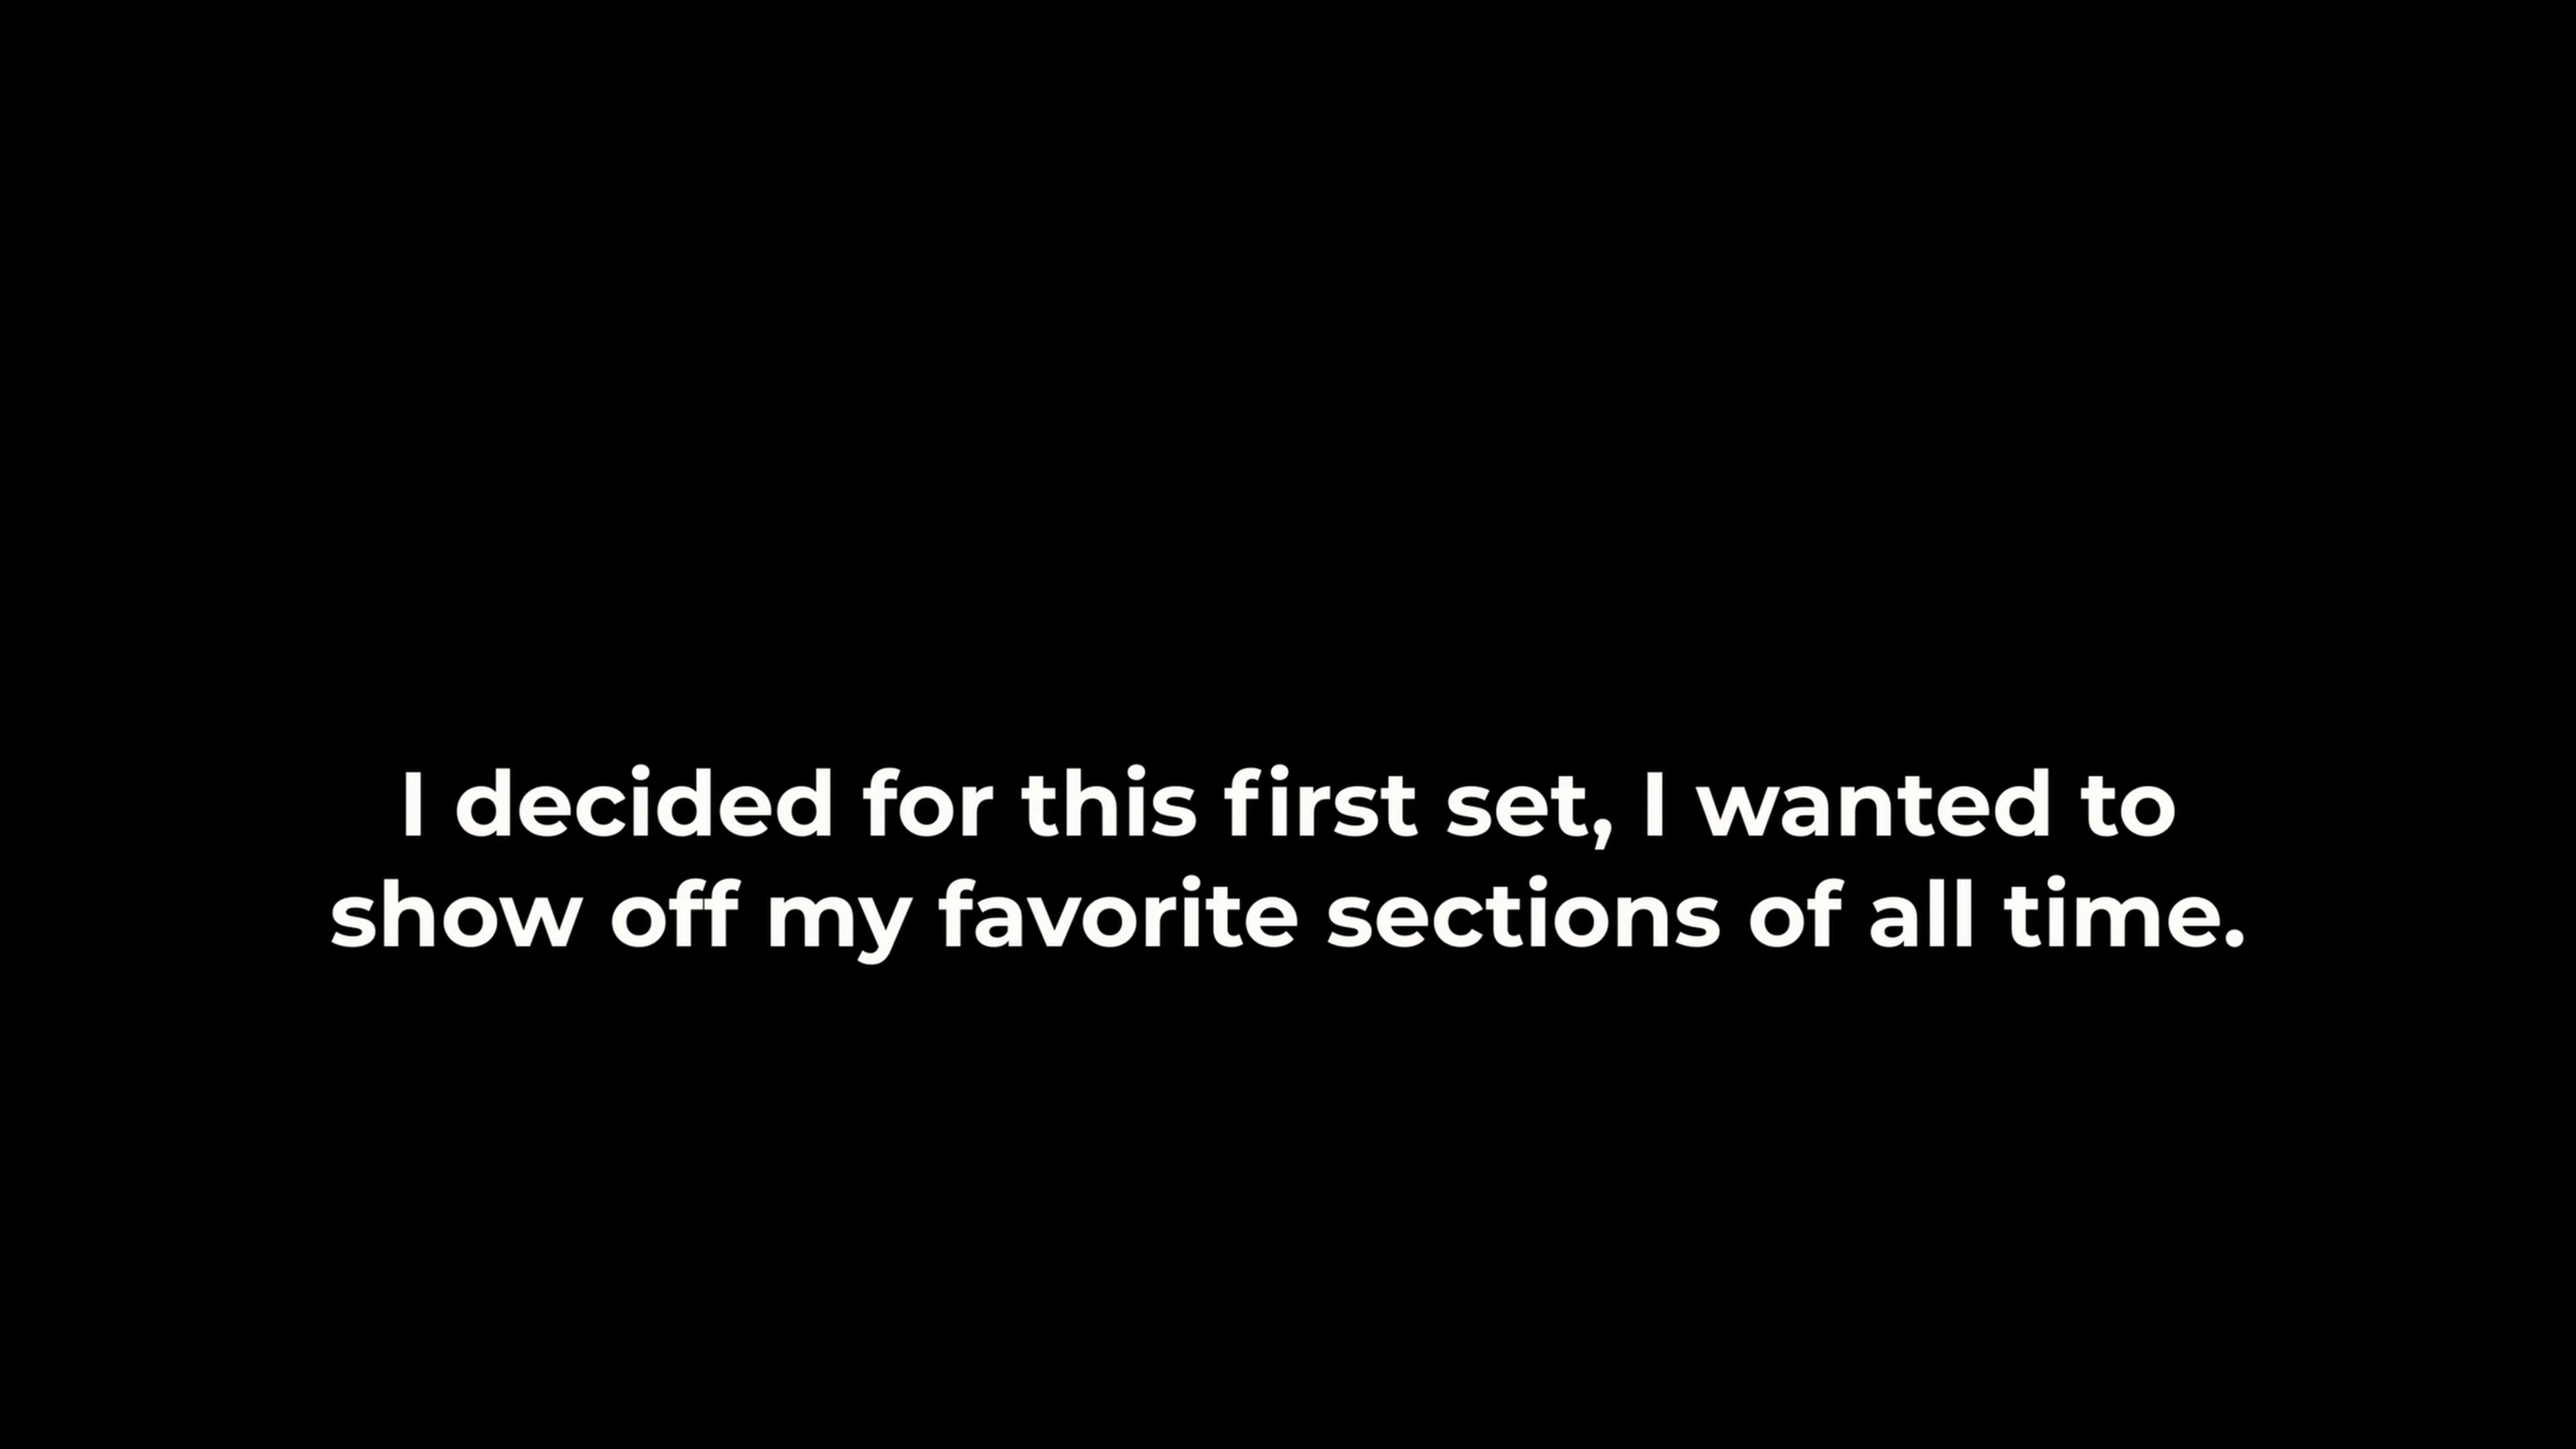 I decided for this first set, I wanted to
show off my favorite sections of all time.